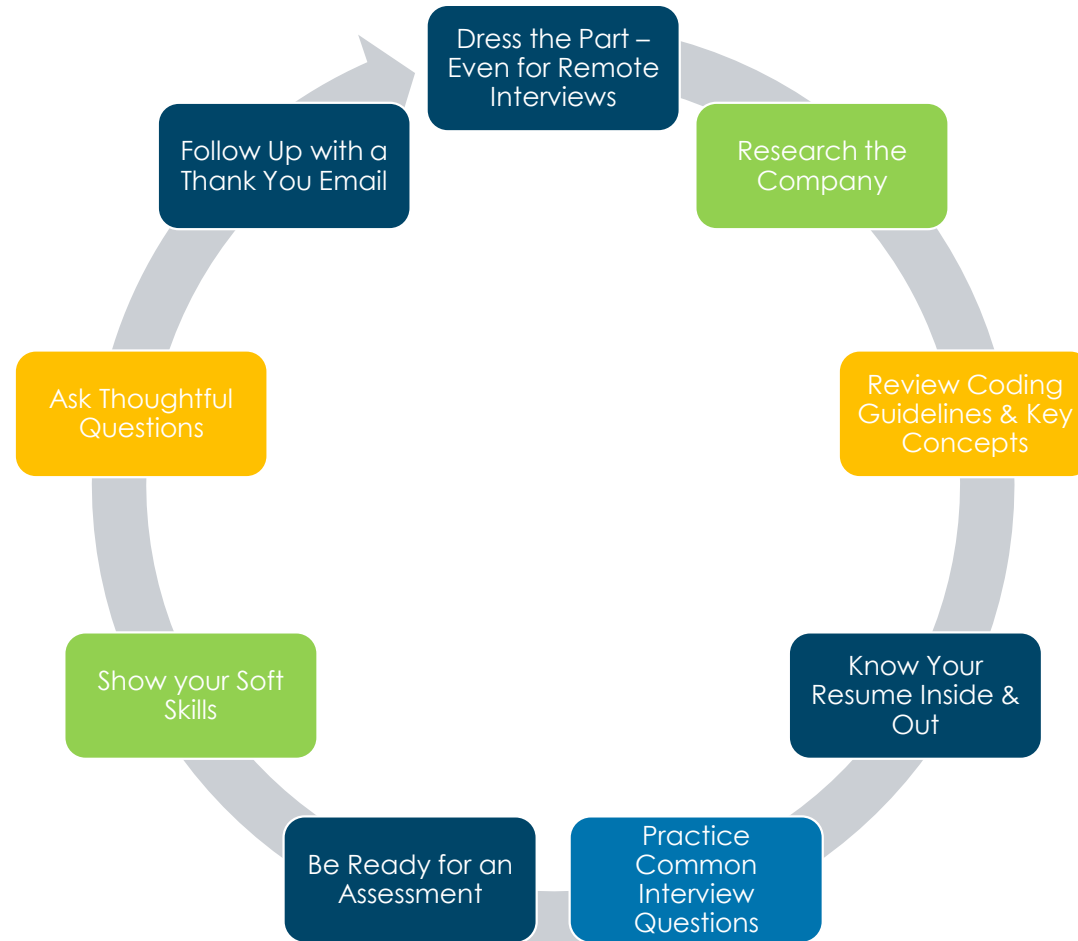 Dress the Part –
Even for Remote
Interviews
Research the
Company
Review Coding
Guidelines & Key
Concepts
Know Your
Resume Inside &
Out
Practice
Common
Interview
Questions
Be Ready for an
Assessment
Show your Soft
Skills
Ask Thoughtful
Questions
Follow Up with a
Thank You Email